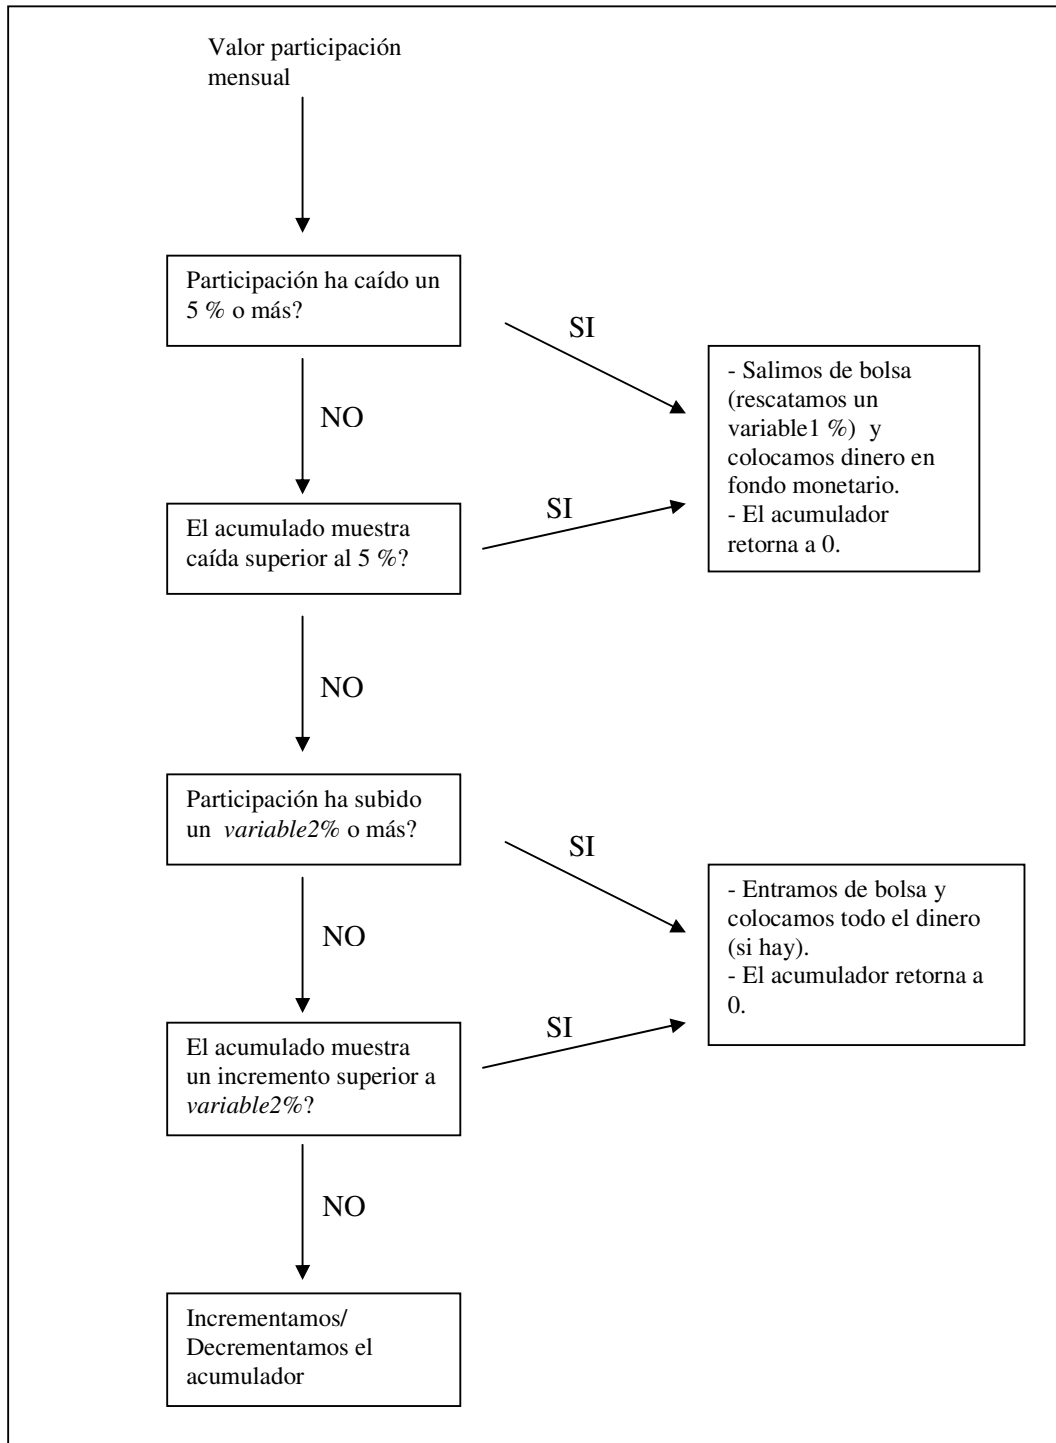 Valor participación
mensual
Participación ha caído un
5 % o más?
SI
- Salimos de bolsa
(rescatamos un
variable1 %)  y
colocamos dinero en
fondo monetario.
- El acumulador
retorna a 0.
NO
El acumulado muestra
caída superior al 5 %?
SI
NO
Participación ha subido
un  variable2% o más?
SI
- Entramos de bolsa y
colocamos todo el dinero
(si hay).
- El acumulador retorna a
0.
NO
El acumulado muestra
un incremento superior a
variable2%?
SI
NO
Incrementamos/
Decrementamos el
acumulador